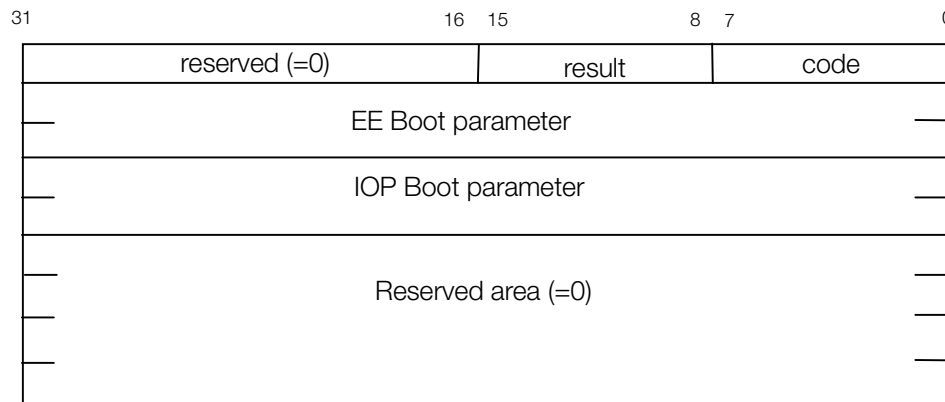 31 16 15 8 7 0
reserved (=0) result code
EE Boot parameter
IOP Boot parameter
Reserved area (=0)